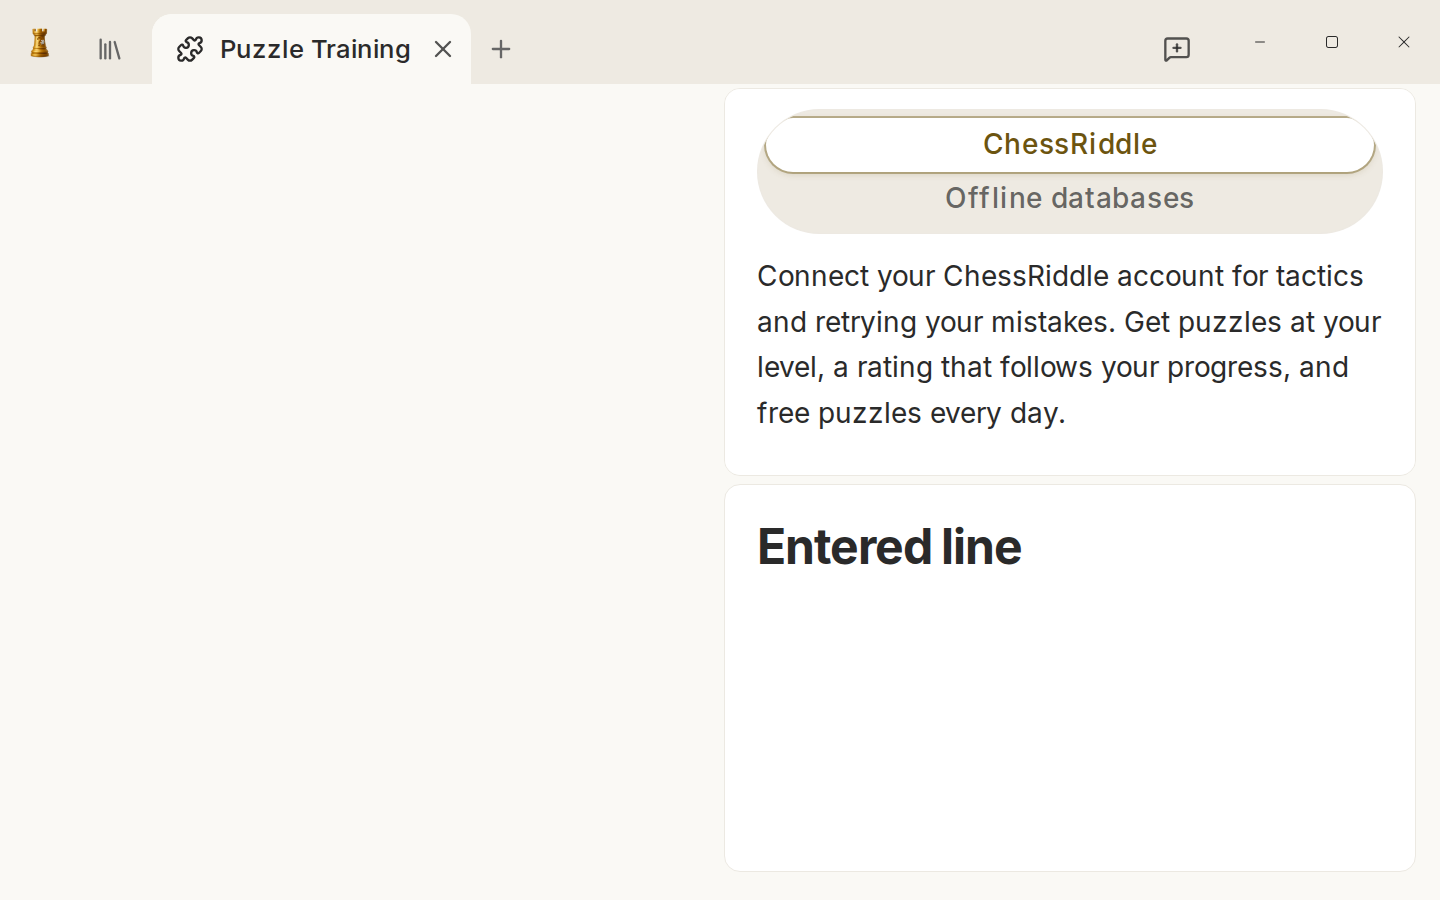 Puzzle Training
ChessRiddle
Offline databases
Connect your ChessRiddle account for tactics
and retrying your mistakes. Get puzzles at your
level, a rating that follows your progress, and
free puzzles every day.
Entered line